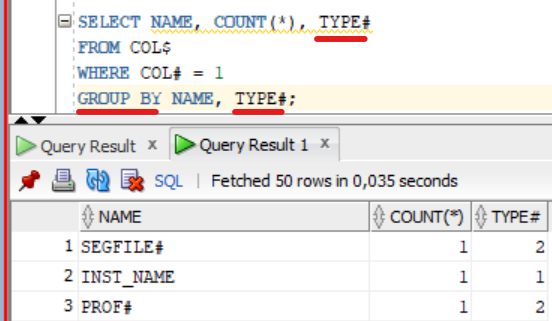 SELECT NAME, COUNT(*), TYPE#
FROM COL$
WHERE COL# = 1
GROUP BY NAME, TYPE#;
Query Result x Query Result 1 x
SQL | Fetched 50 rows in 0,035 seconds
NAME COUNT(*) TYPE#
1 SEGFILE# 1 2
2 INST_NAME 1 1
3 PROF# 1 2